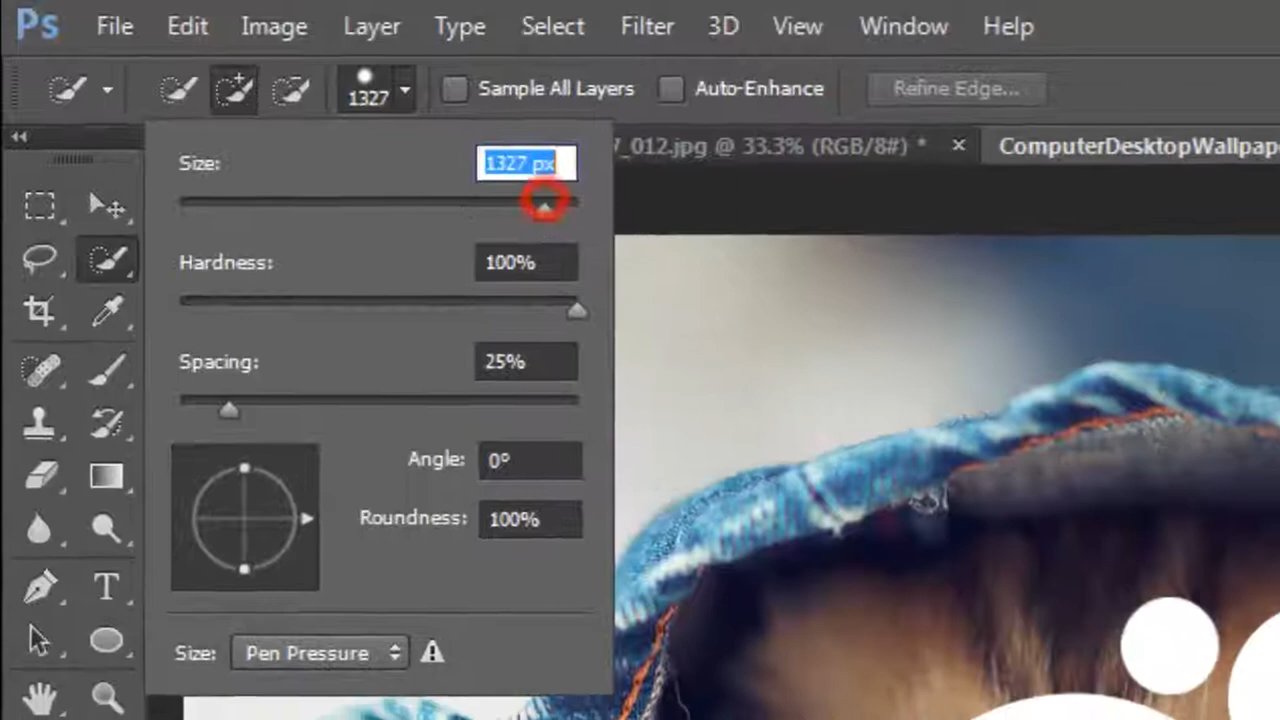 Ps File Edit Image Layer Type Select Filter 3D View Window Help
1327 Sample All Layers Auto-Enhance Refine Edge...
7_012.jpg @ 33.3% (RGB/8#) * × ComputerDesktopWallpape
Size: 1327 px
Hardness: 100%
Spacing: 25%
Angle: 0º
Roundness: 100%
T
Size: Pen Pressure